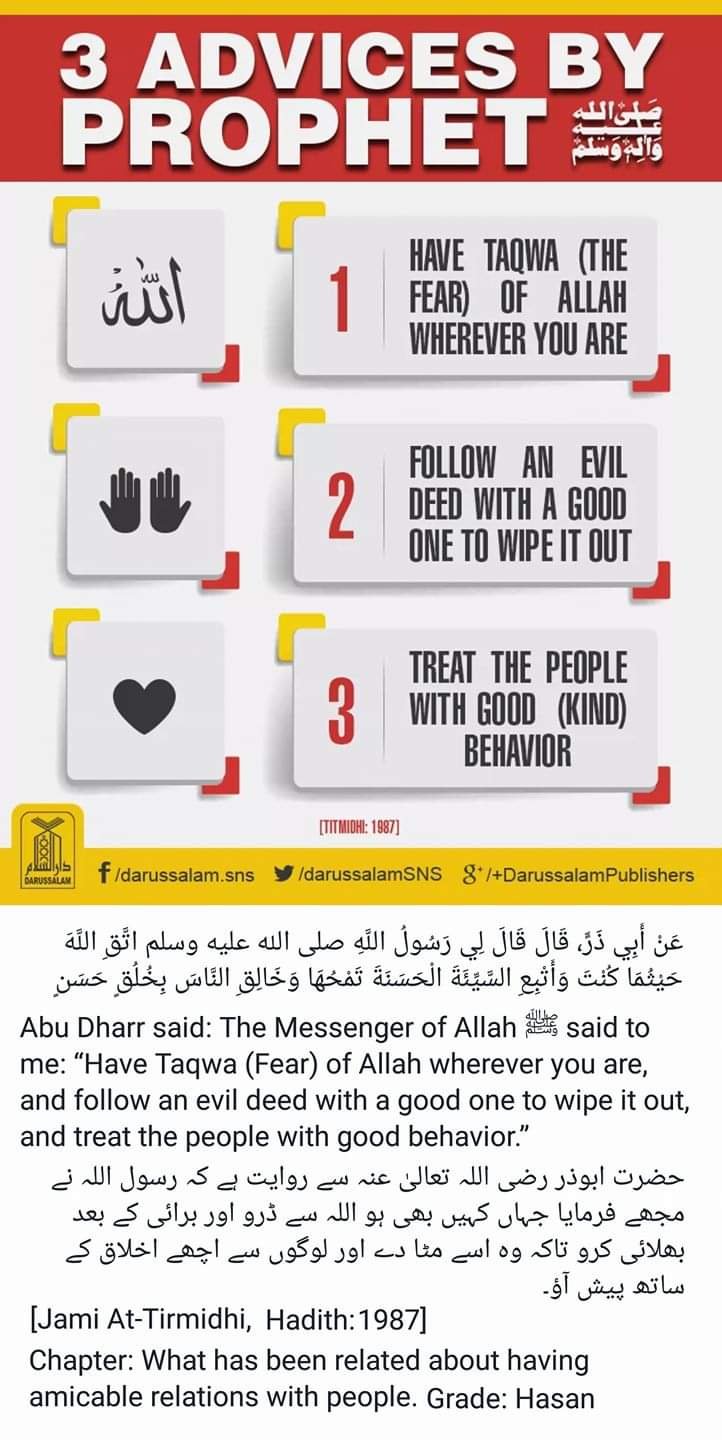 3 ADVICES BY
PROPHET ﷺ
الله
1
HAVE TAQWA (THE
FEAR) OF ALLAH
WHEREVER YOU ARE
2
FOLLOW AN EVIL
DEED WITH A GOOD
ONE TO WIPE IT OUT
3
TREAT THE PEOPLE
WITH GOOD (KIND)
BEHAVIOR
[TITMIDHI: 1987]
دارالسلام
DARUSSALAM
f /darussalam.sns /darussalamSNS g+ /+DarussalamPublishers
عَنْ أَبِي ذَرٍّ، قَالَ قَالَ لِي رَسُولُ اللَّهِ صلى الله عليه وسلم اتَّقِ اللَّهَ
حَيْثُمَا كُنْتَ وَأَتْبِعِ السَّيِّئَةَ الْحَسَنَةَ تَمْحُهَا وَخَالِقِ النَّاسَ بِخُلُقٍ حَسَنٍ
Abu Dharr said: The Messenger of Allah ﷺ said to
me: “Have Taqwa (Fear) of Allah wherever you are,
and follow an evil deed with a good one to wipe it out,
and treat the people with good behavior.”
حضرت ابوذر رضی اللہ تعالیٰ عنہ سے روایت ہے کہ رسول اللہ نے
مجھے فرمایا جہاں کہیں بھی ہو اللہ سے ڈرو اور برائی کے بعد
بھلائی کرو تاکہ وہ اسے مٹا دے اور لوگوں سے اچھے اخلاق کے
ساتھ پیش آؤ۔
[Jami At-Tirmidhi, Hadith:1987]
Chapter: What has been related about having
amicable relations with people. Grade: Hasan